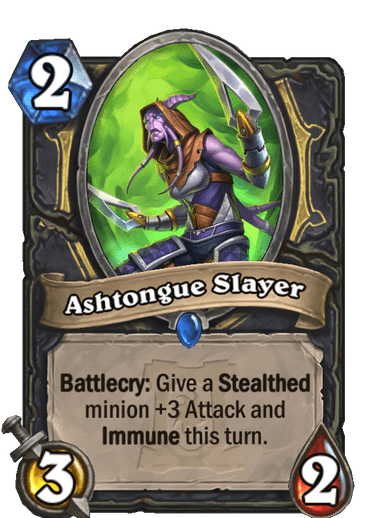 2
Ashtongue Slayer
Battlecry: Give a Stealthed
minion +3 Attack and
Immune this turn.
3
2